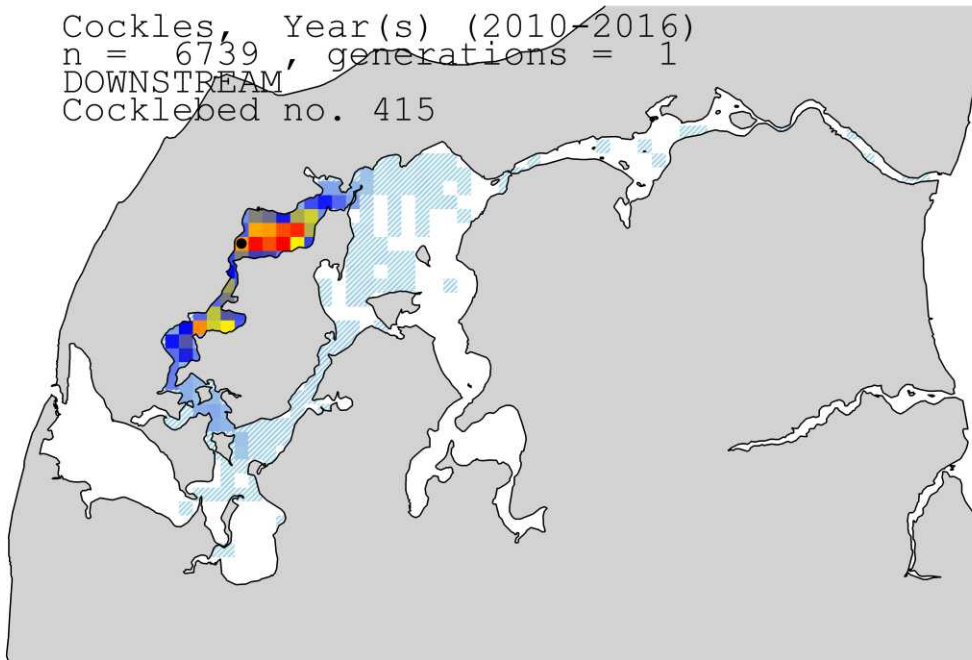 Cockles, Year(s) (2010-2016)
n = 6739 , generations = 1
DOWNSTREAM
Cocklebed no. 415